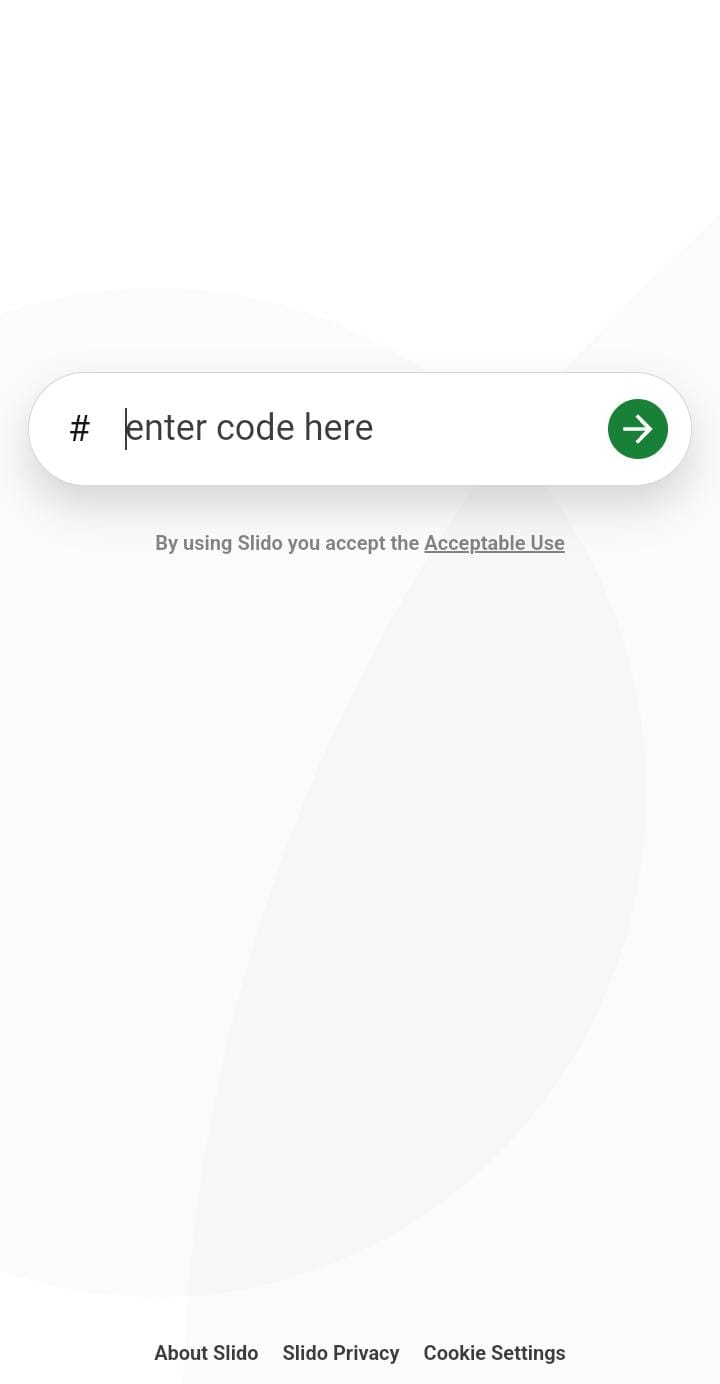 # enter code here
By using Slido you accept the Acceptable Use
About Slido Slido Privacy Cookie Settings